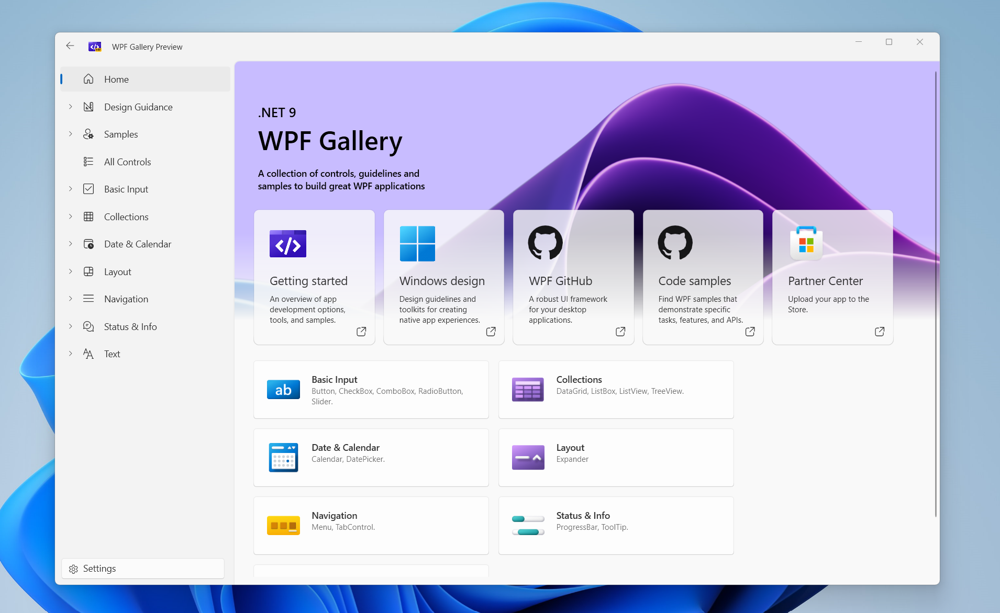 WPF Gallery Preview
Home
Design Guidance
Samples
All Controls
Basic Input
Collections
Date & Calendar
Layout
Navigation
Status & Info
Text
Settings
.NET 9
WPF Gallery
A collection of controls, guidelines and
samples to build great WPF applications
Getting started
An overview of app
development options,
tools, and samples.
Windows design
Design guidelines and
toolkits for creating
native app experiences.
WPF GitHub
A robust UI framework
for your desktop
applications.
Code samples
Find WPF samples that
demonstrate specific
tasks, features, and APIs.
Partner Center
Upload your app to the
Store.
ab
Basic Input
Button, CheckBox, ComboBox, RadioButton,
Slider.
Collections
DataGrid, ListBox, ListView, TreeView.
Date & Calendar
Calendar, DatePicker.
Layout
Expander
Navigation
Menu, TabControl.
Status & Info
ProgressBar, ToolTip.